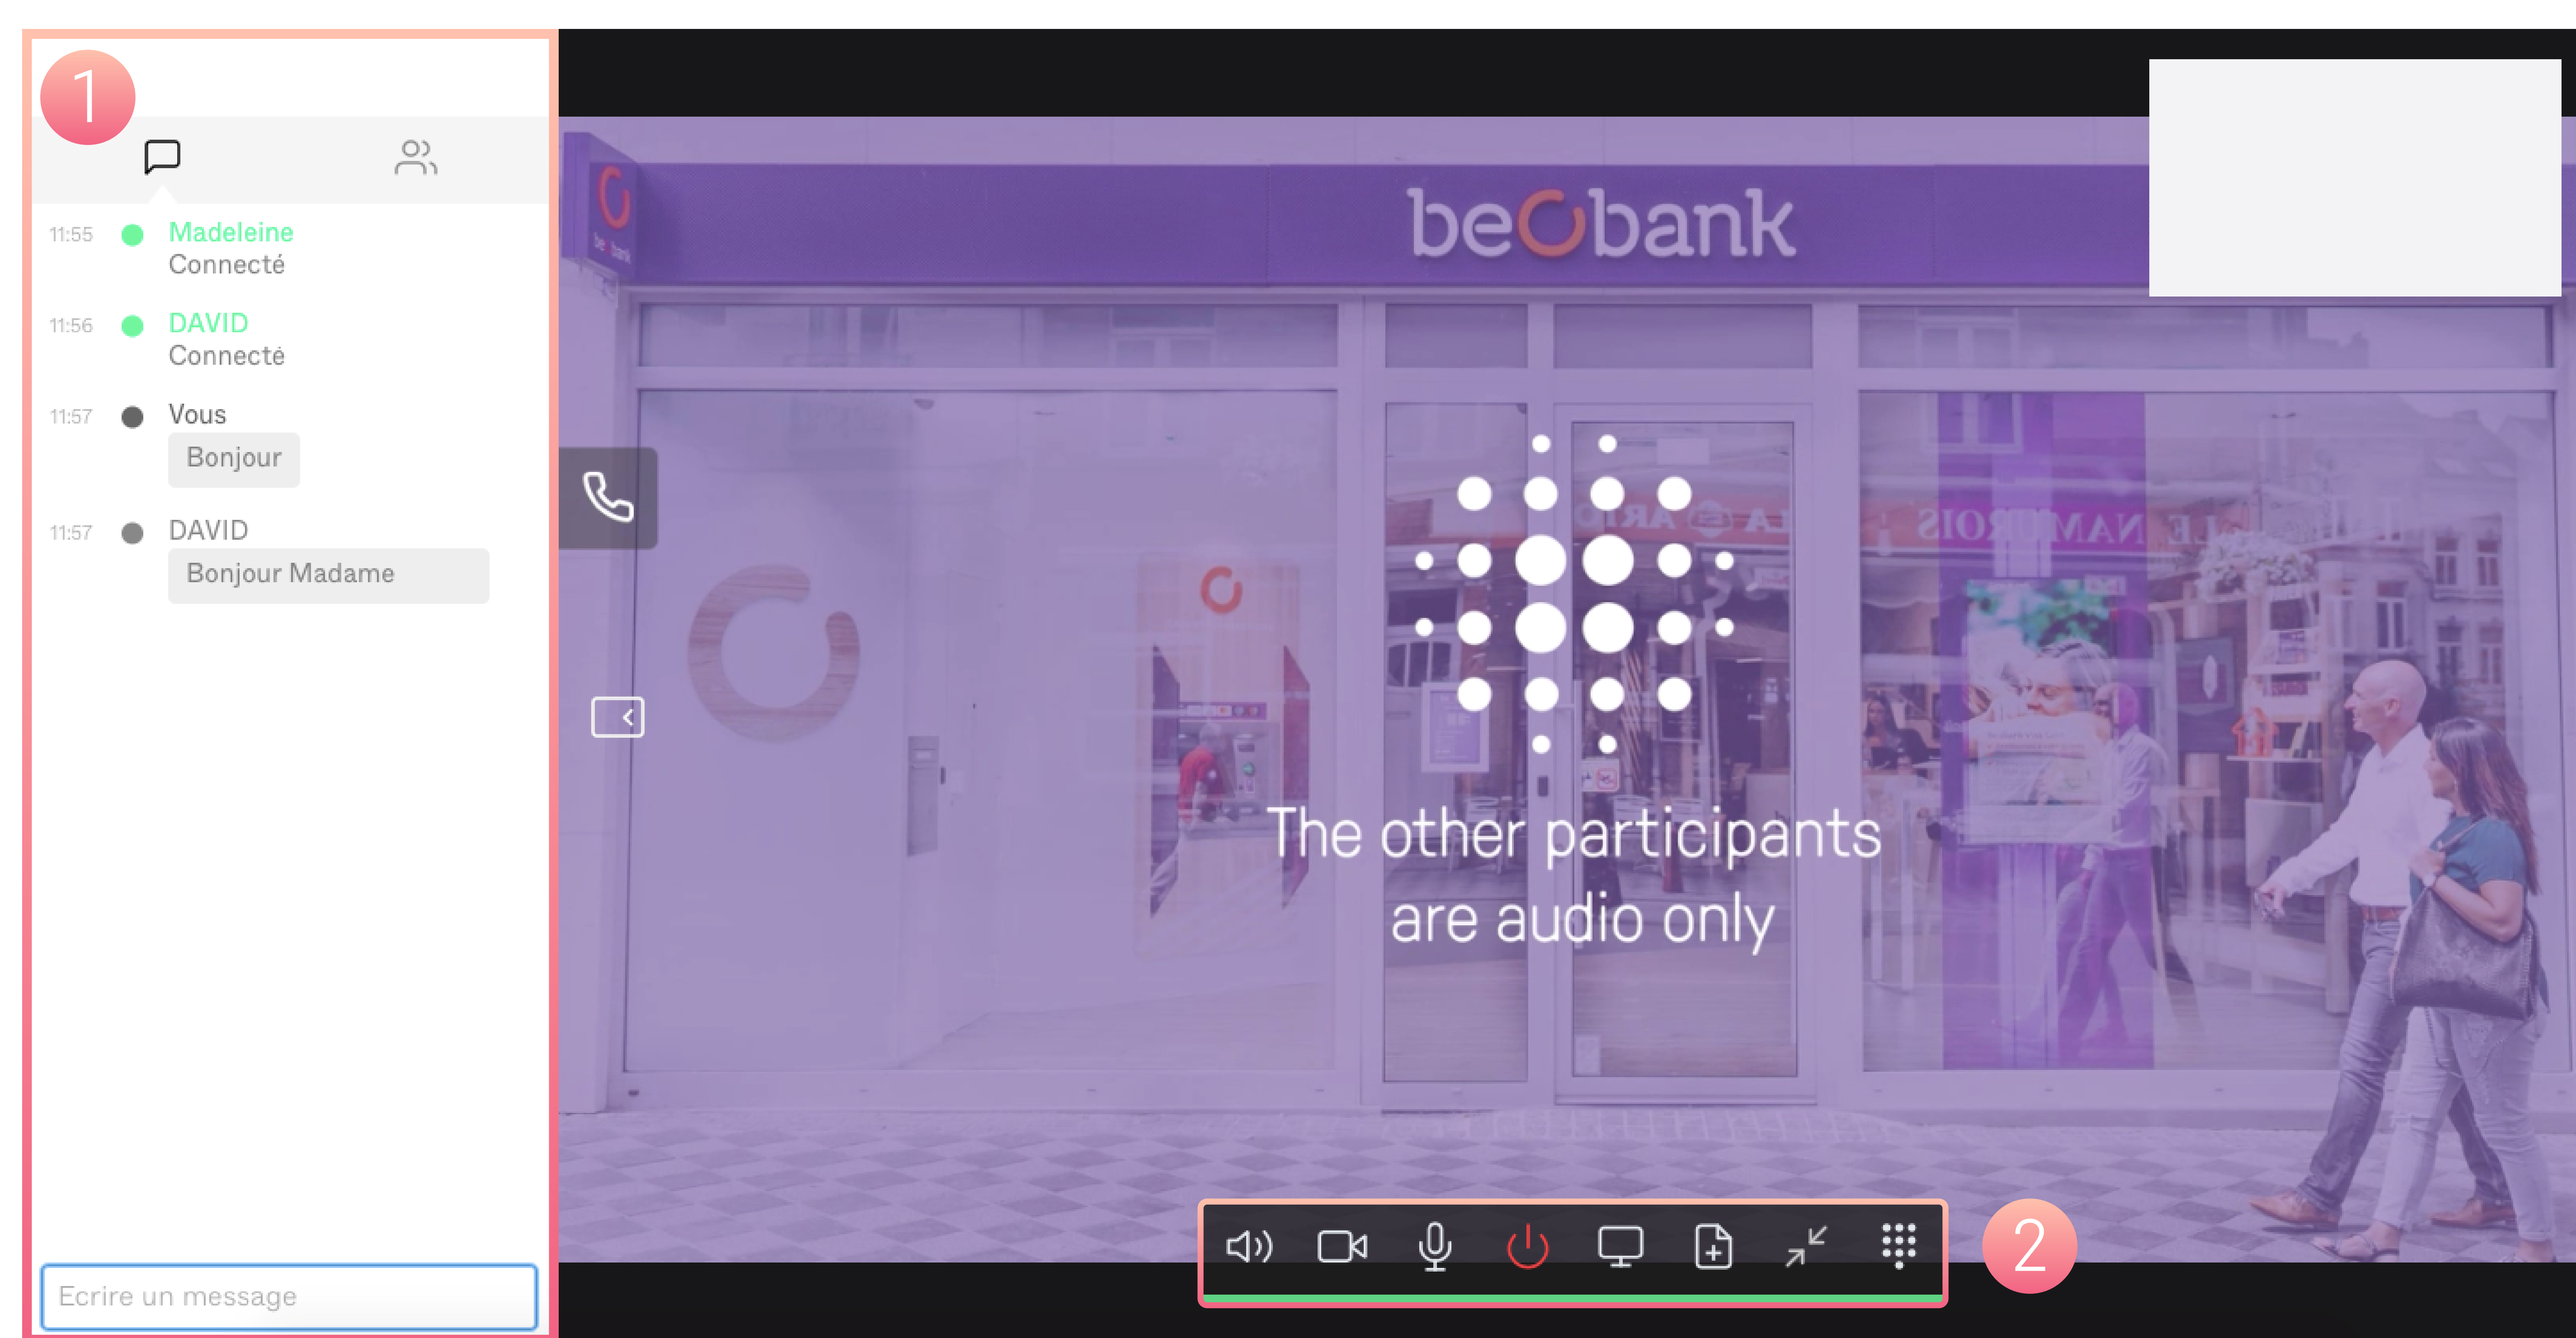 1
11:55
Madeleine
Connecté
11:56
DAVID
Connecté
11:57
Vous
Bonjour
11:57
DAVID
Bonjour Madame
Ecrire un message
beobank
beobank
The other participants
are audio only
2